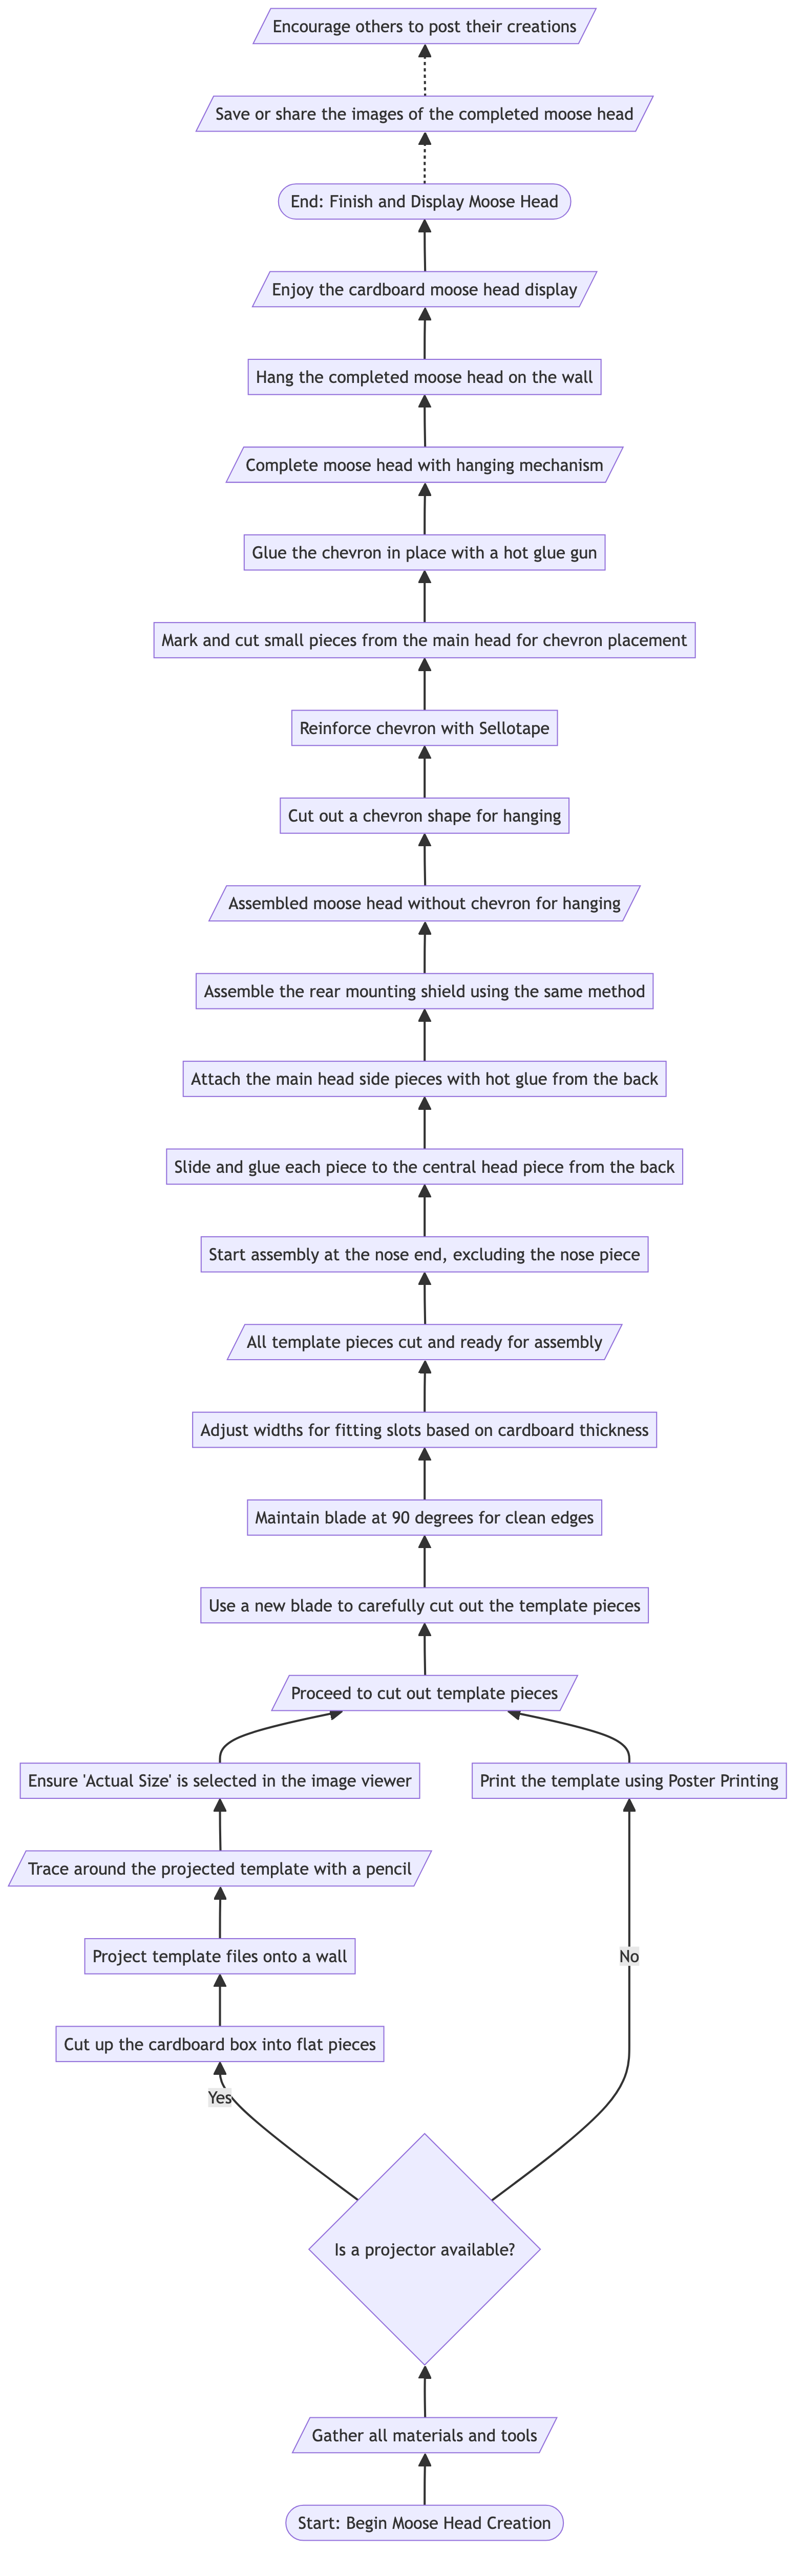 Encourage others to post their creations
Save or share the images of the completed moose head
End: Finish and Display Moose Head
Enjoy the cardboard moose head display
Hang the completed moose head on the wall
Complete moose head with hanging mechanism
Glue the chevron in place with a hot glue gun
Mark and cut small pieces from the main head for chevron placement
Reinforce chevron with Sellotape
Cut out a chevron shape for hanging
Assembled moose head without chevron for hanging
Assemble the rear mounting shield using the same method
Attach the main head side pieces with hot glue from the back
Slide and glue each piece to the central head piece from the back
Start assembly at the nose end, excluding the nose piece
All template pieces cut and ready for assembly
Adjust widths for fitting slots based on cardboard thickness
Maintain blade at 90 degrees for clean edges
Use a new blade to carefully cut out the template pieces
Proceed to cut out template pieces
Ensure 'Actual Size' is selected in the image viewer
Print the template using Poster Printing
Trace around the projected template with a pencil
Project template files onto a wall
No
Cut up the cardboard box into flat pieces
Yes
Is a projector available?
Gather all materials and tools
Start: Begin Moose Head Creation